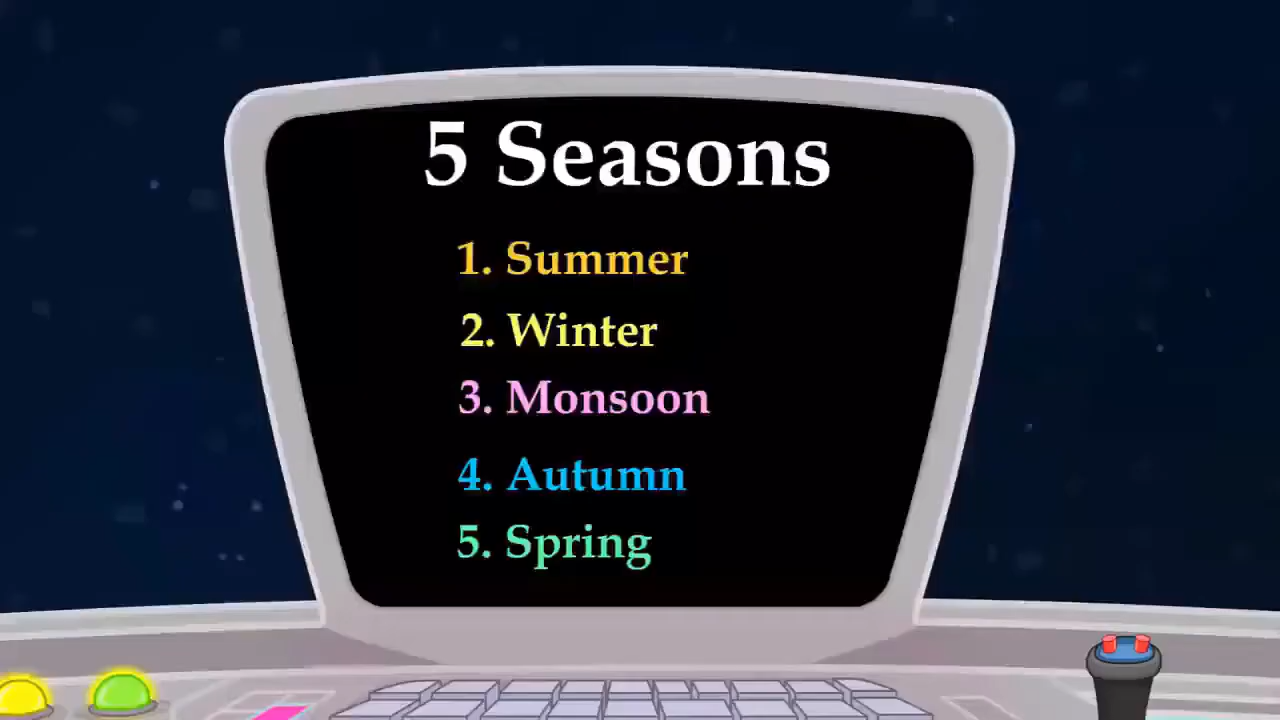 5 Seasons
1. Summer
2. Winter
3. Monsoon
4. Autumn
5. Spring